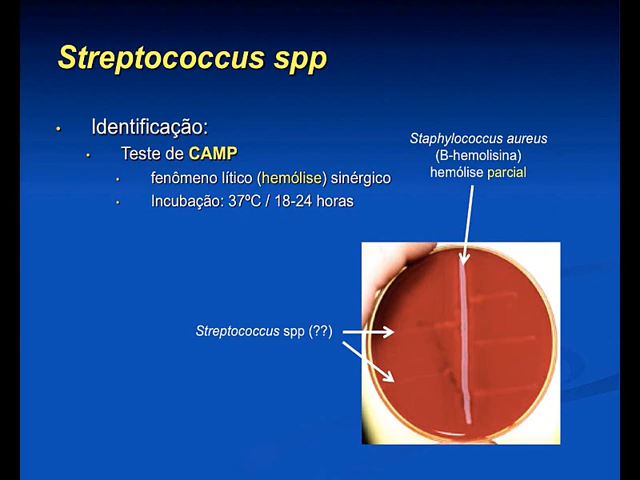 Streptococcus spp
Identificação:
Teste de CAMP
fenômeno lítico (hemólise) sinérgico
Incubação: 37ºC / 18-24 horas
Staphylococcus aureus
(B-hemolisina)
hemólise parcial
Streptococcus spp (??)